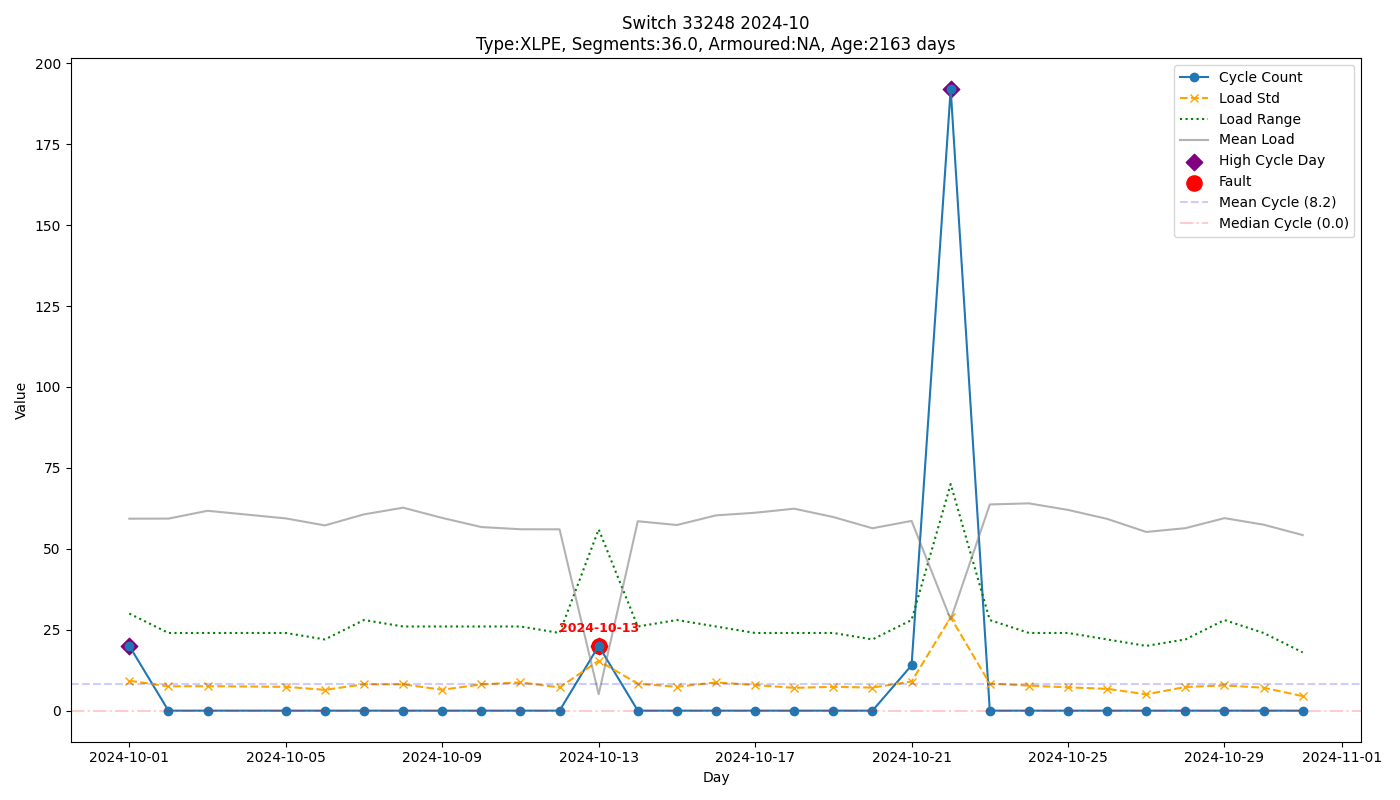 Switch 33248 2024-10
Type:XLPE, Segments:36.0, Armoured:NA, Age:2163 days
200
175
150
125
100
75
50
25
0
Value
Cycle Count
Load Std
Load Range
Mean Load
High Cycle Day
Fault
Mean Cycle (8.2)
Median Cycle (0.0)
2024-10-13
2024-10-01
2024-10-05
2024-10-09
2024-10-13
2024-10-17
2024-10-21
2024-10-25
2024-10-29
2024-11-01
Day